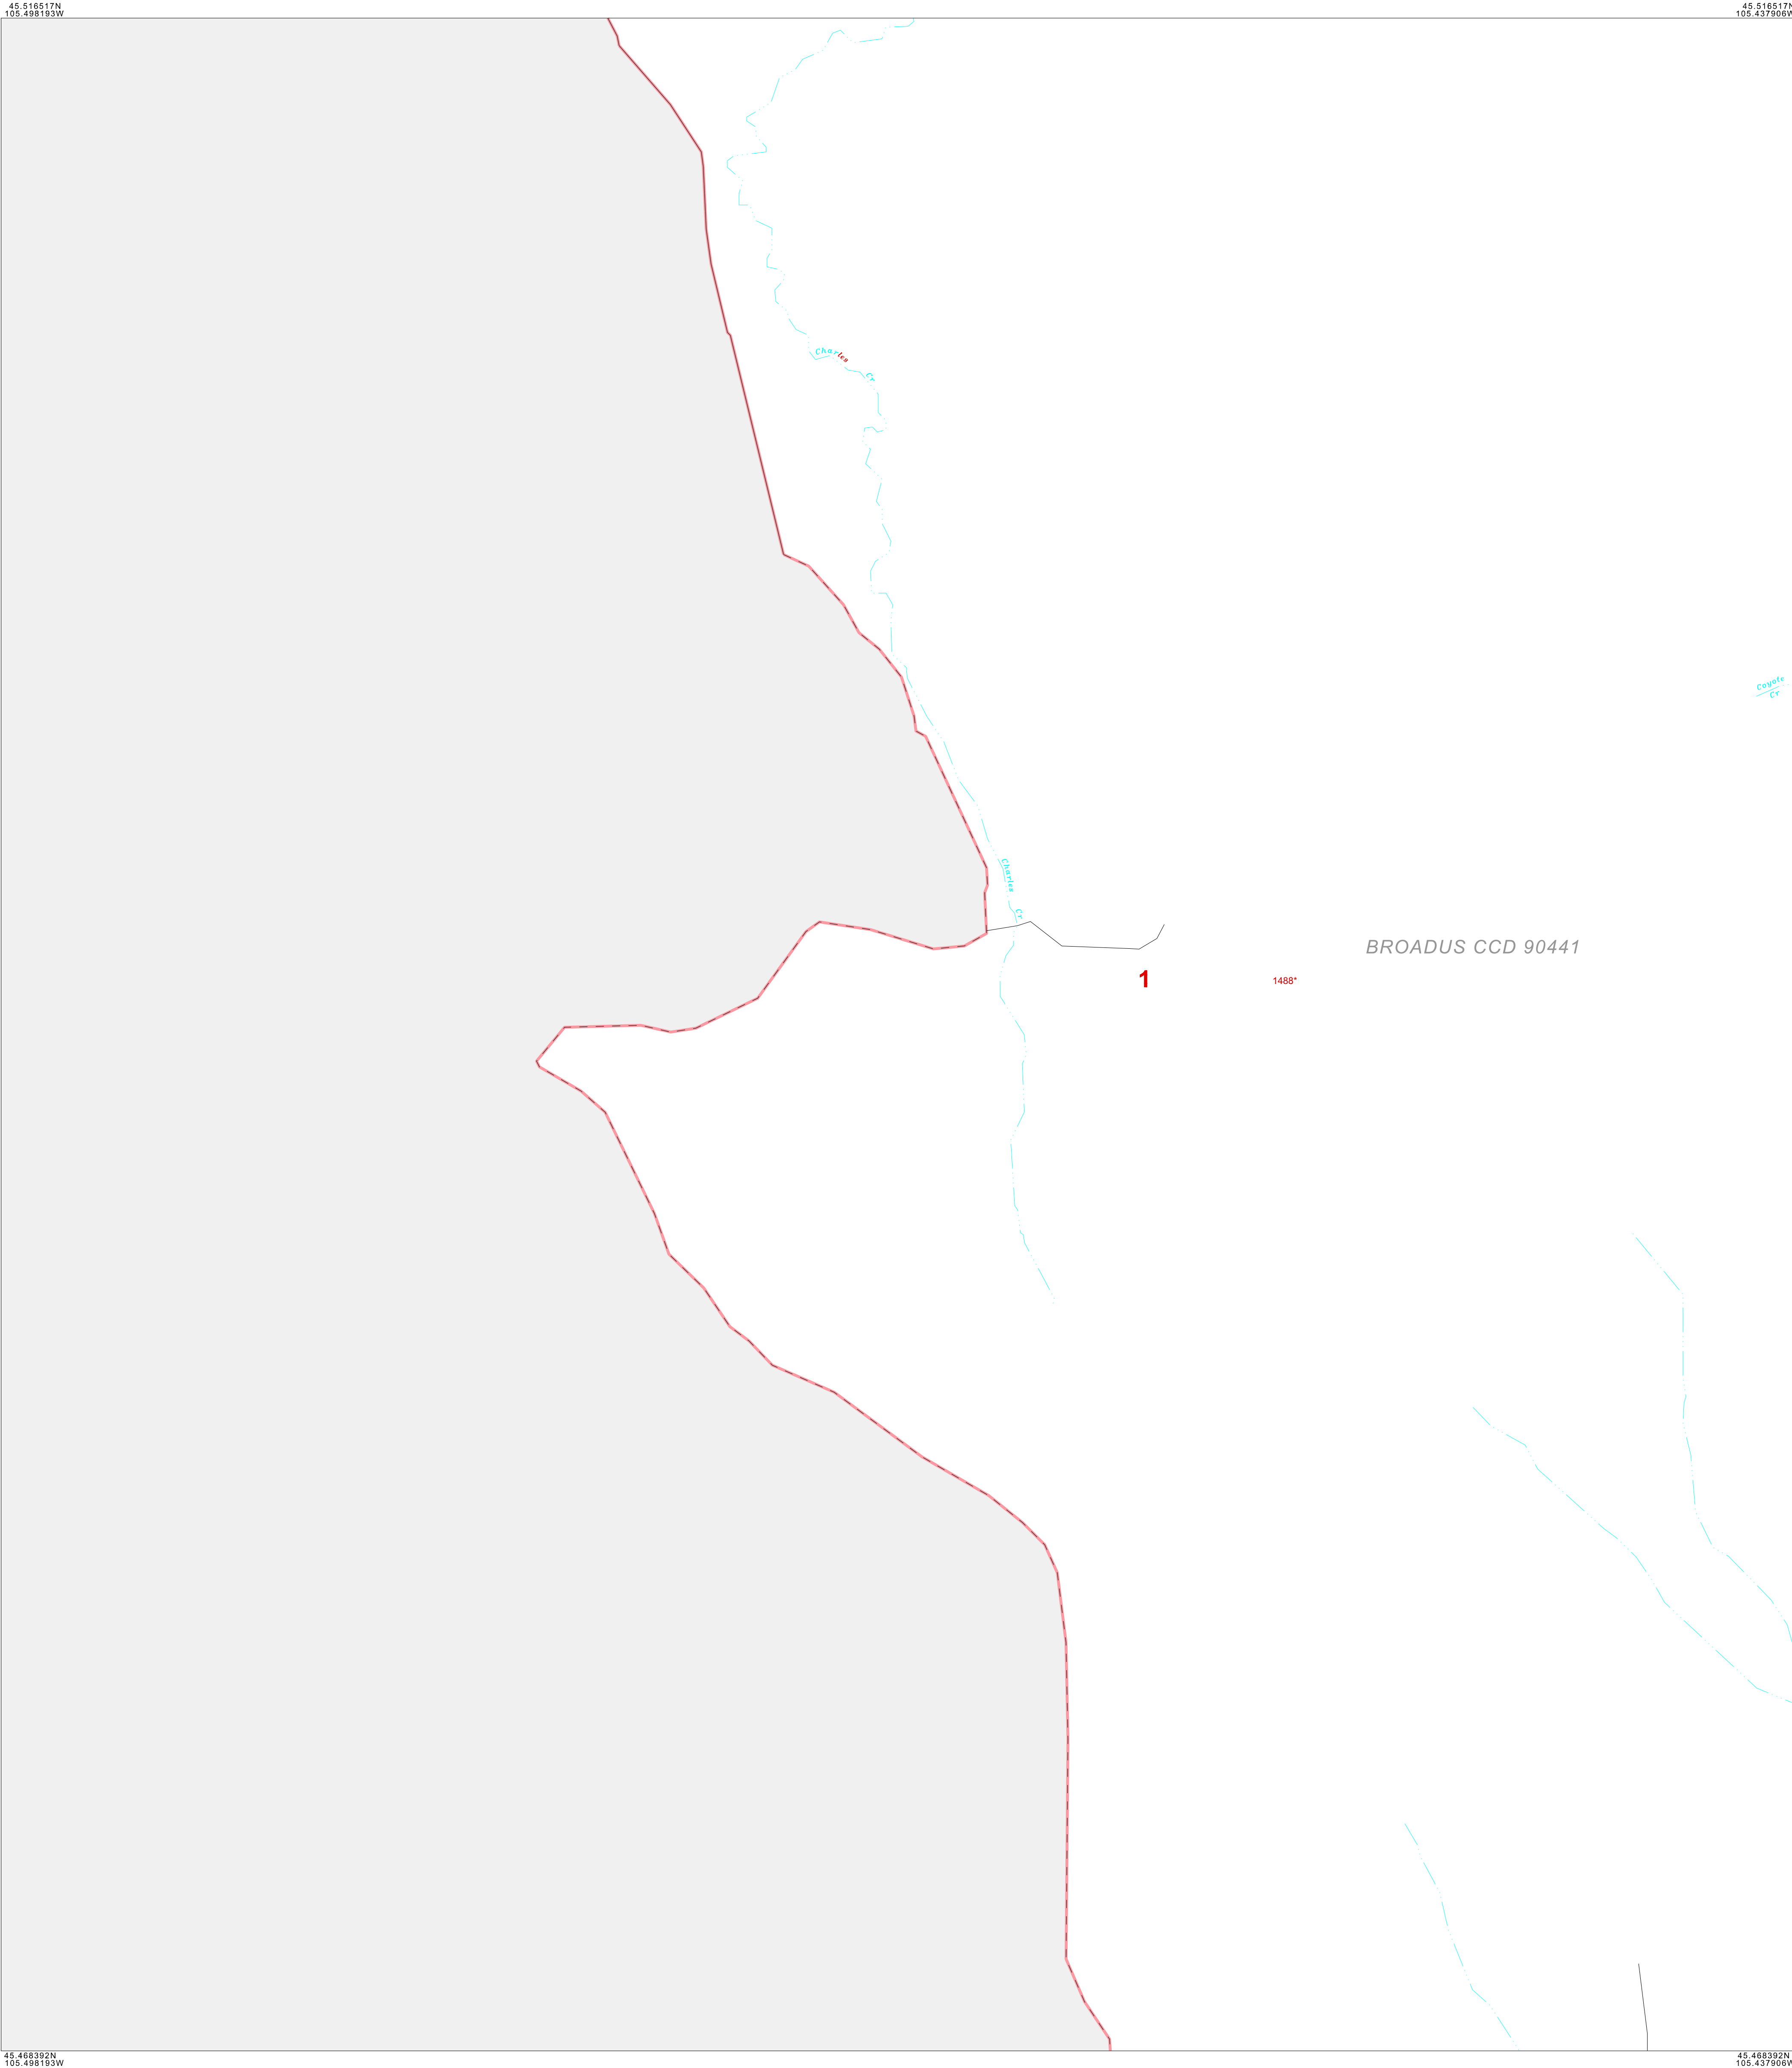 45.516517N
105.498193W
45.516517N
105.437906W
Charles
Cr
Coyote
Cr
Charles
Cr
BROADUS CCD 90441
1
1488*
45.468392N
105.498193W
45.468392N
105.437906W